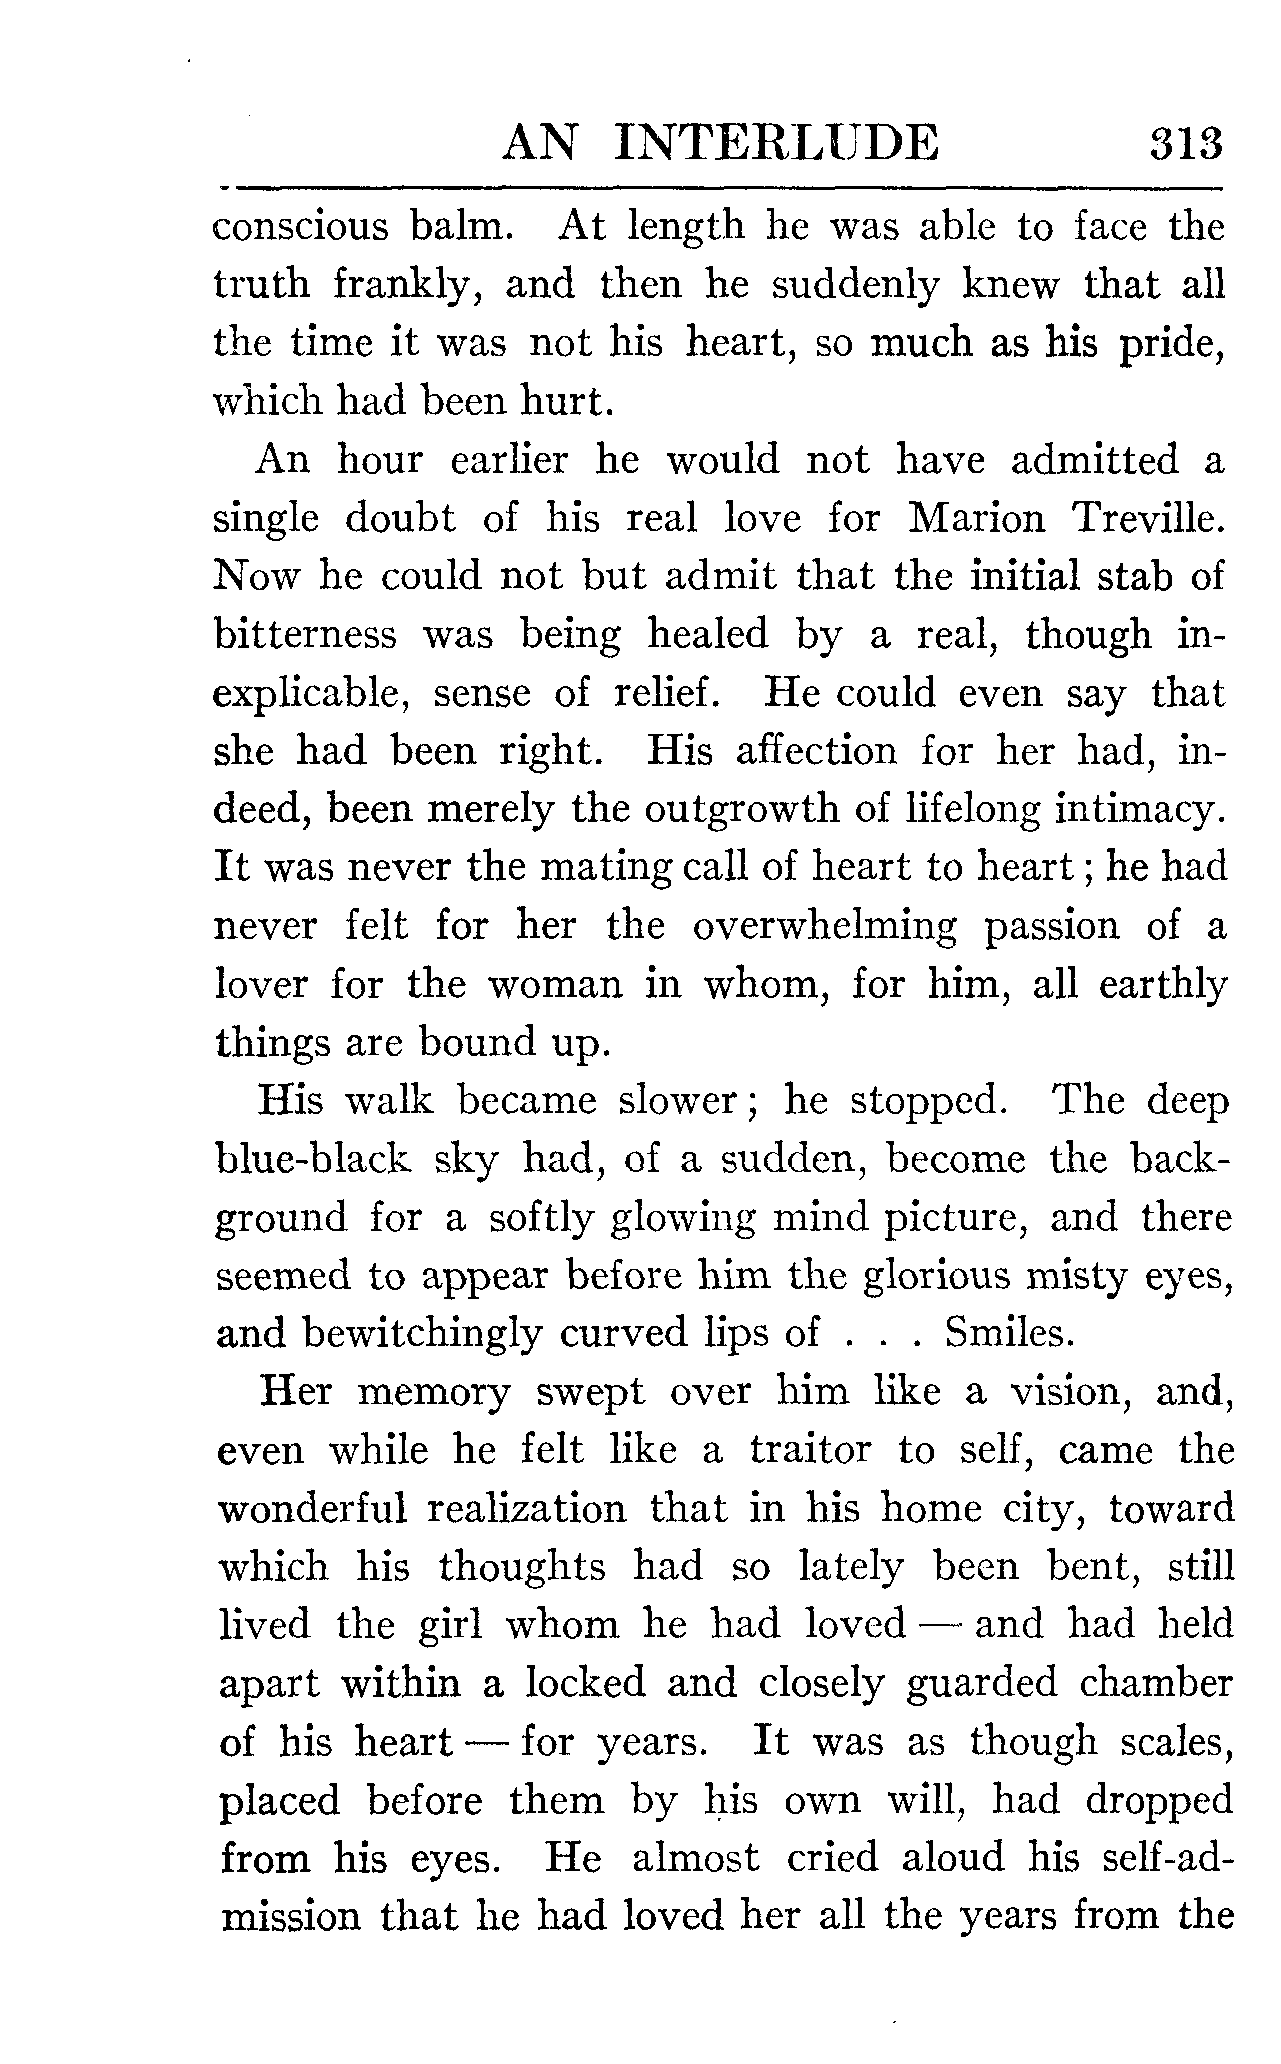 AN INTERLUDE 313
conscious balm. At length he was able to face the
truth frankly, and then he suddenly knew that all
the time it was not his heart, so much as his pride,
which had been hurt.
An hour earlier he would not have admitted a
single doubt of his real love for Marion Treville.
Now he could not but admit that the initial stab of
bitterness was being healed by a real, though in-
explicable, sense of relief. He could even say that
she had been right. His affection for her had, in-
deed, been merely the outgrowth of lifelong intimacy.
It was never the mating call of heart to heart; he had
never felt for her the overwhelming passion of a
lover for the woman in whom, for him, all earthly
things are bound up.
His walk became slower; he stopped. The deep
blue-black sky had, of a sudden, become the back-
ground for a softly glowing mind picture, and there
seemed to appear before him the glorious misty eyes,
and bewitchingly curved lips of . . . Smiles.
Her memory swept over him like a vision, and,
even while he felt like a traitor to self, came the
wonderful realization that in his home city, toward
which his thoughts had so lately been bent, still
lived the girl whom he had loved — and had held
apart within a locked and closely guarded chamber
of his heart — for years. It was as though scales,
placed before them by his own will, had dropped
from his eyes. He almost cried aloud his self-ad-
mission that he had loved her all the years from the